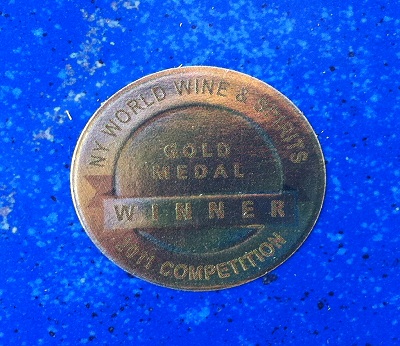 NY WORLD WINE & SPIRITS
GOLD
MEDAL
WINNER
2011 COMPETITION